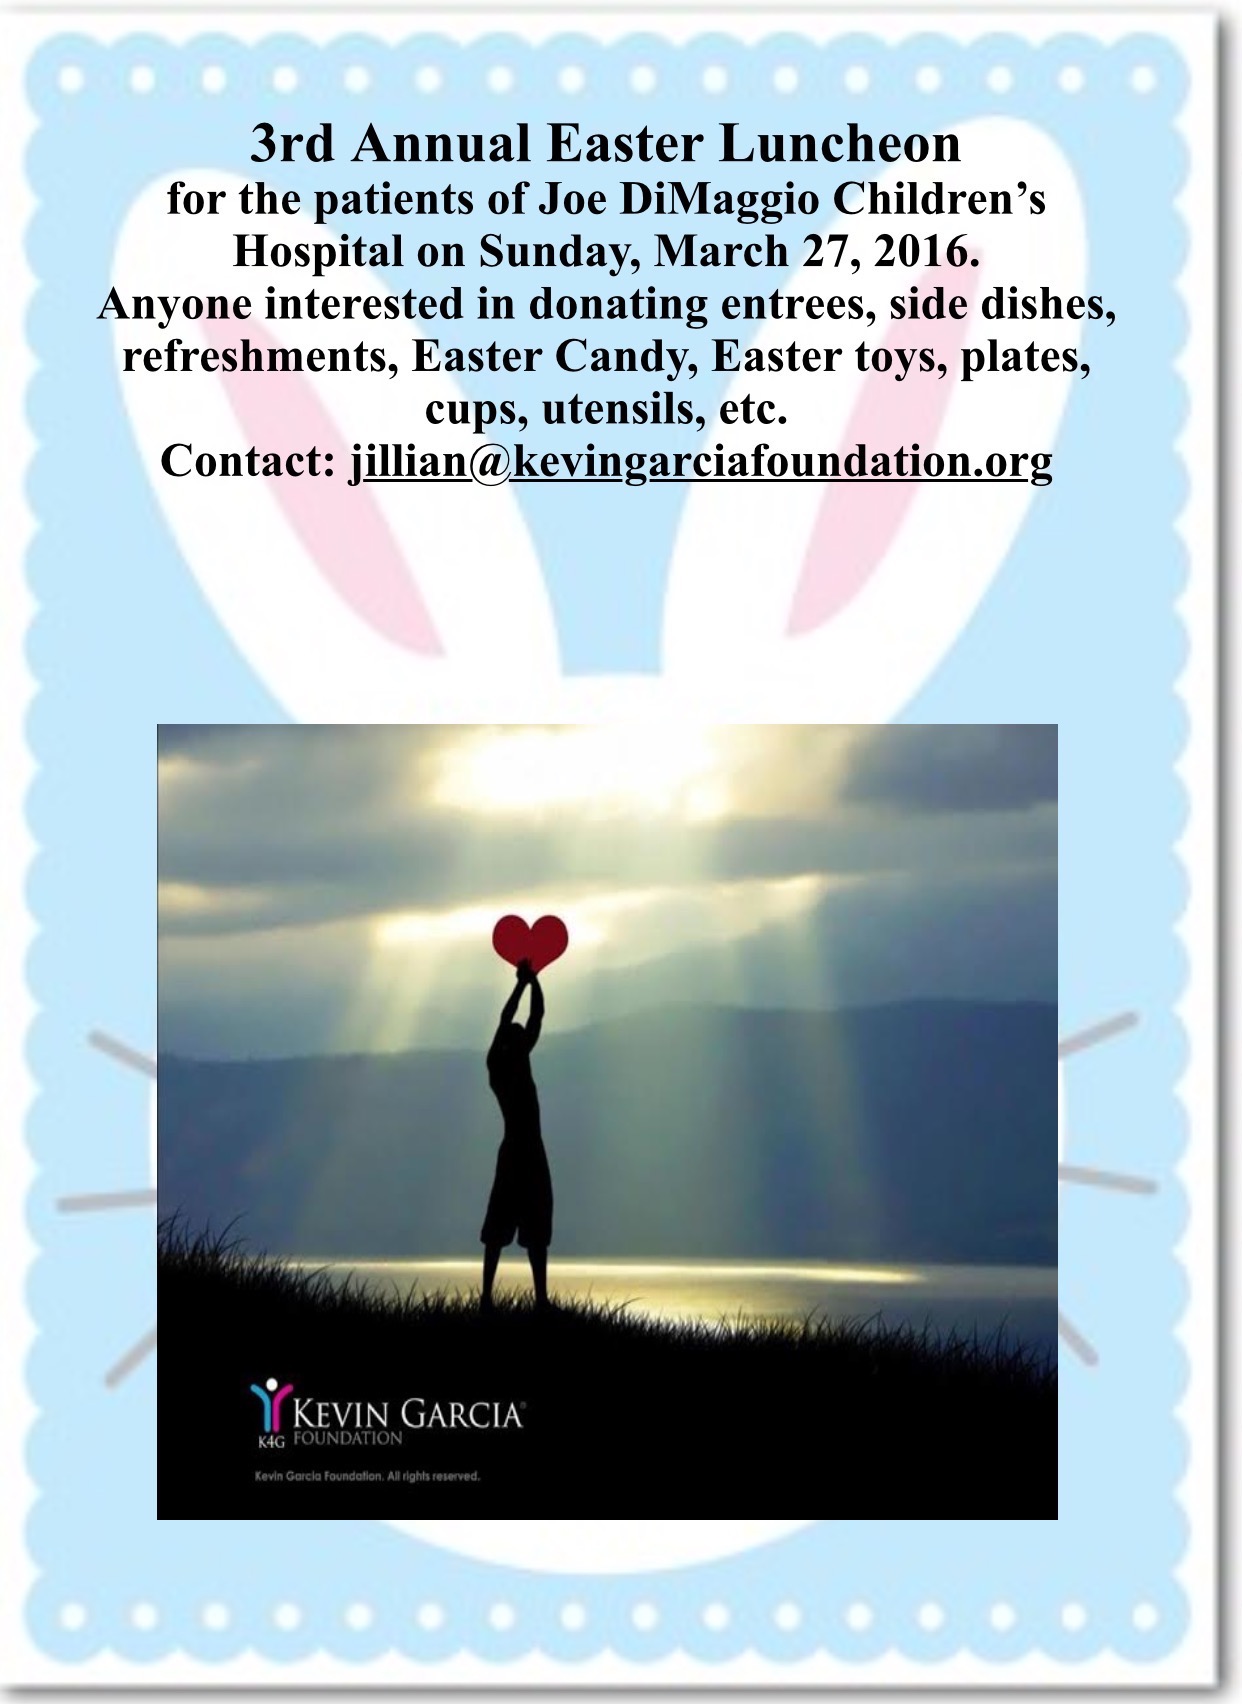 3rd Annual Easter Luncheon
for the patients of Joe DiMaggio Children’s
Hospital on Sunday, March 27, 2016.
Anyone interested in donating entrees, side dishes,
refreshments, Easter Candy, Easter toys, plates,
cups, utensils, etc.
Contact: jillian@kevingarciafoundation.org
KEVIN GARCIA®
K4G FOUNDATION
Kevin Garcia Foundation. All rights reserved.